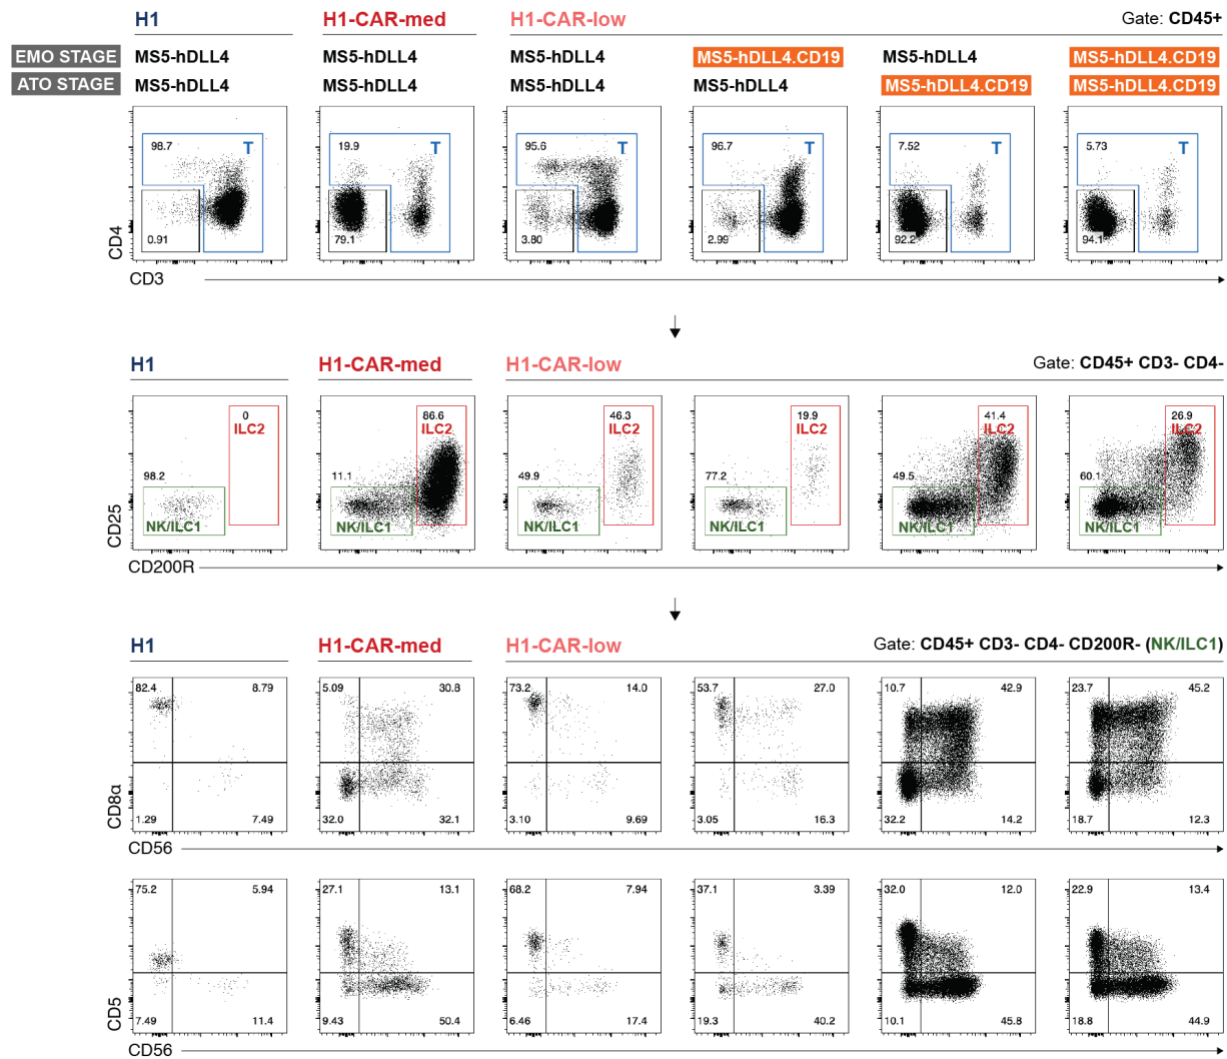 H1 H1-CAR-med H1-CAR-low Gate: CD45+
EMO STAGE MS5-hDLL4 MS5-hDLL4 MS5-hDLL4 MS5-hDLL4.CD19 MS5-hDLL4 MS5-hDLL4.CD19
ATO STAGE MS5-hDLL4 MS5-hDLL4 MS5-hDLL4 MS5-hDLL4 MS5-hDLL4.CD19 MS5-hDLL4.CD19
98.7 T 19.9 T 95.6 T 96.7 T 7.52 T 5.73 T
0.91 79.1 3.80 2.99 92.2 94.1
CD4
CD3
H1 H1-CAR-med H1-CAR-low Gate: CD45+ CD3- CD4-
0 86.6 46.3 19.9 41.4 26.9
ILC2 ILC2 ILC2 ILC2 ILC2 ILC2
98.2 11.1 49.9 77.2 49.5 60.1
NK/ILC1 NK/ILC1 NK/ILC1 NK/ILC1 NK/ILC1 NK/ILC1
CD25
CD200R
H1 H1-CAR-med H1-CAR-low Gate: CD45+ CD3- CD4- CD200R- (NK/ILC1)
82.4 8.79 5.09 30.8 73.2 14.0 53.7 27.0 10.7 42.9 23.7 45.2
1.29 7.49 32.0 32.1 3.10 9.69 3.05 16.3 32.2 14.2 18.7 12.3
CD8α
CD56
75.2 5.94 27.1 13.1 68.2 7.94 37.1 3.39 32.0 12.0 22.9 13.4
7.49 11.4 9.43 50.4 6.46 17.4 19.3 40.2 10.1 45.8 18.8 44.9
CD5
CD56